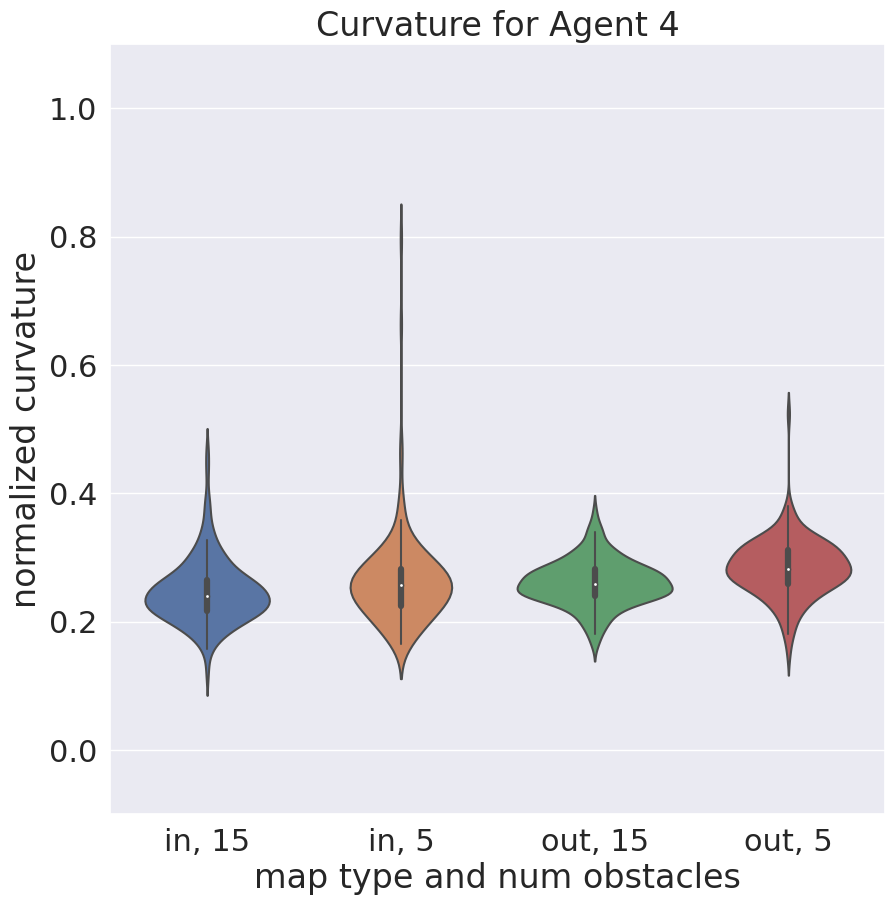 Curvature for Agent 4
normalized curvature
1.0
0.8
0.6
0.4
0.2
0.0
in, 15
in, 5
out, 15
out, 5
map type and num obstacles